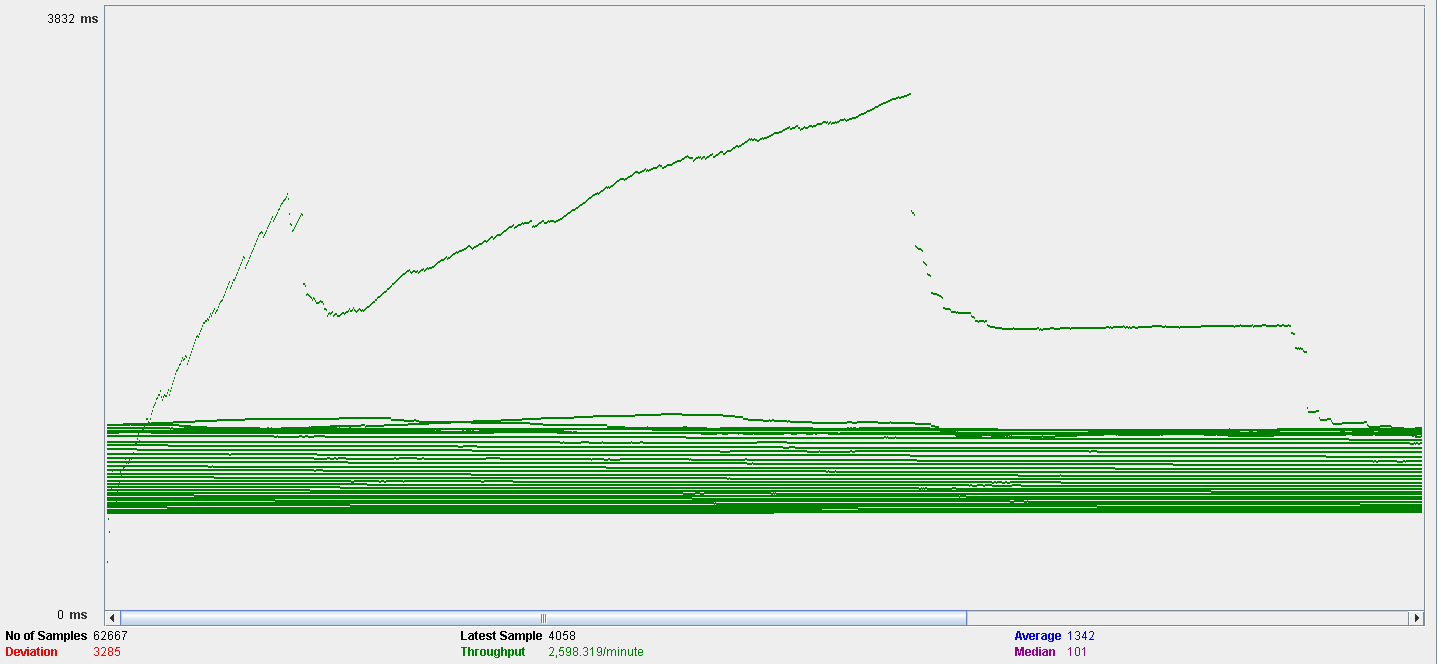 3832 ms
0 ms
No of Samples 62667 Latest Sample 4058 Average 1342
Deviation 3285 Throughput 2,598.319/minute Median 101